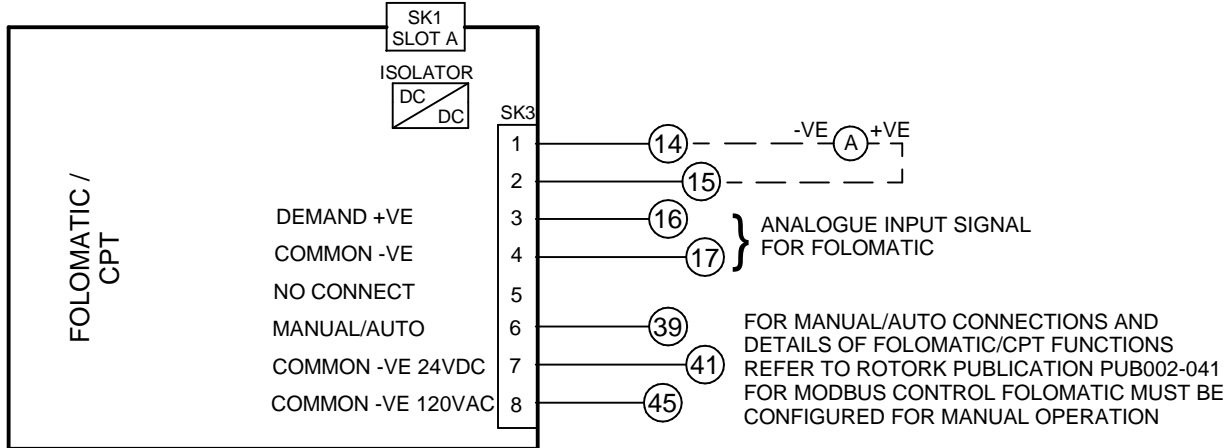 SK1
SLOT A
ISOLATOR
DC
DC
SK3
FOLOMATIC /
CPT
1
14
-VE
A
+VE
2
15
DEMAND +VE
3
16
COMMON -VE
4
17
} ANALOGUE INPUT SIGNAL
FOR FOLOMATIC
NO CONNECT
5
MANUAL/AUTO
6
39
COMMON -VE 24VDC
7
41
COMMON -VE 120VAC
8
45
FOR MANUAL/AUTO CONNECTIONS AND
DETAILS OF FOLOMATIC/CPT FUNCTIONS
REFER TO ROTORK PUBLICATION PUB002-041
FOR MODBUS CONTROL FOLOMATIC MUST BE
CONFIGURED FOR MANUAL OPERATION